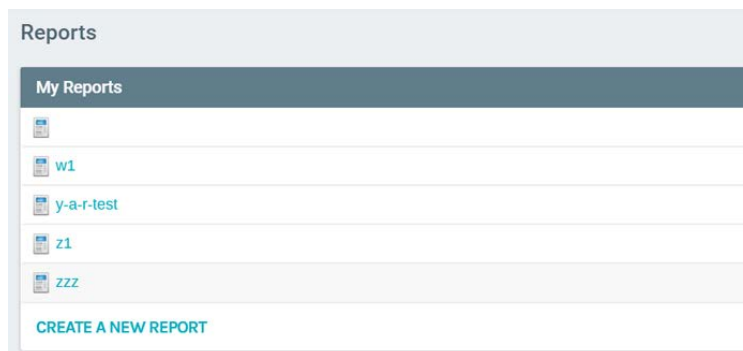 Reports
My Reports
w1
y-a-r-test
z1
zzz
CREATE A NEW REPORT